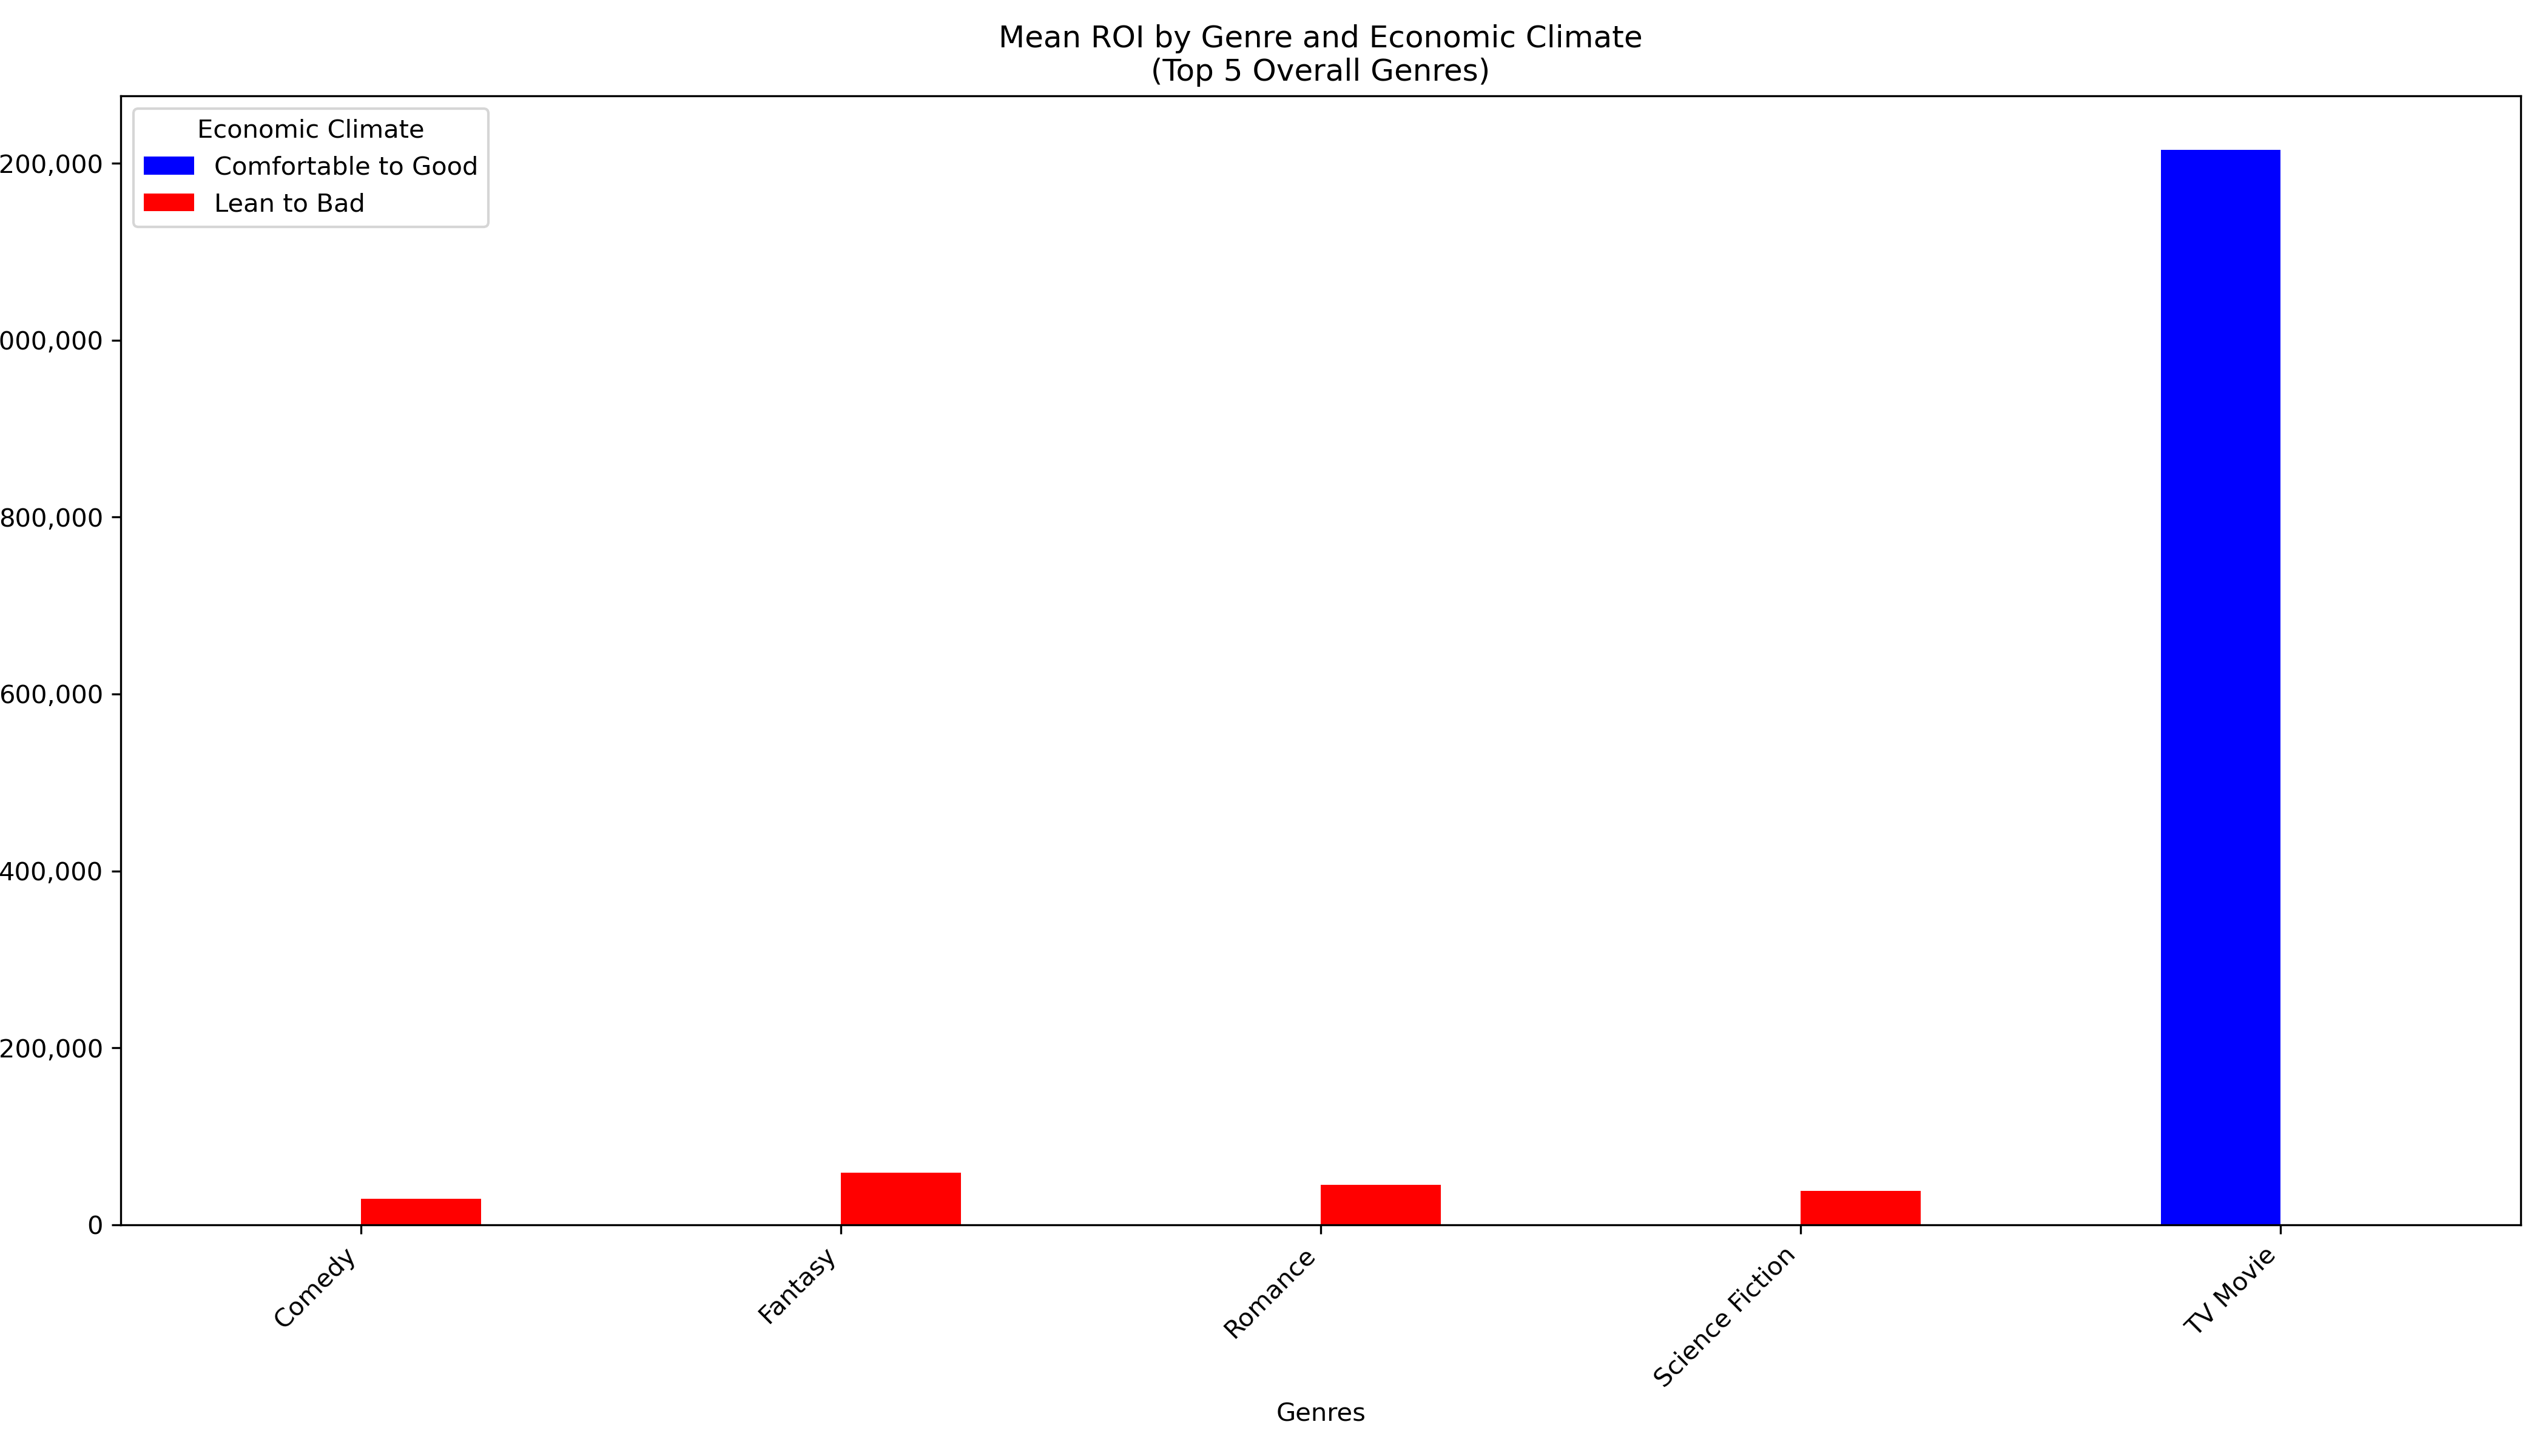 Mean ROI by Genre and Economic Climate
(Top 5 Overall Genres)
Economic Climate
Comfortable to Good
Lean to Bad
200,000
000,000
800,000
600,000
400,000
200,000
0
Comedy
Fantasy
Romance
Science Fiction
TV Movie
Genres